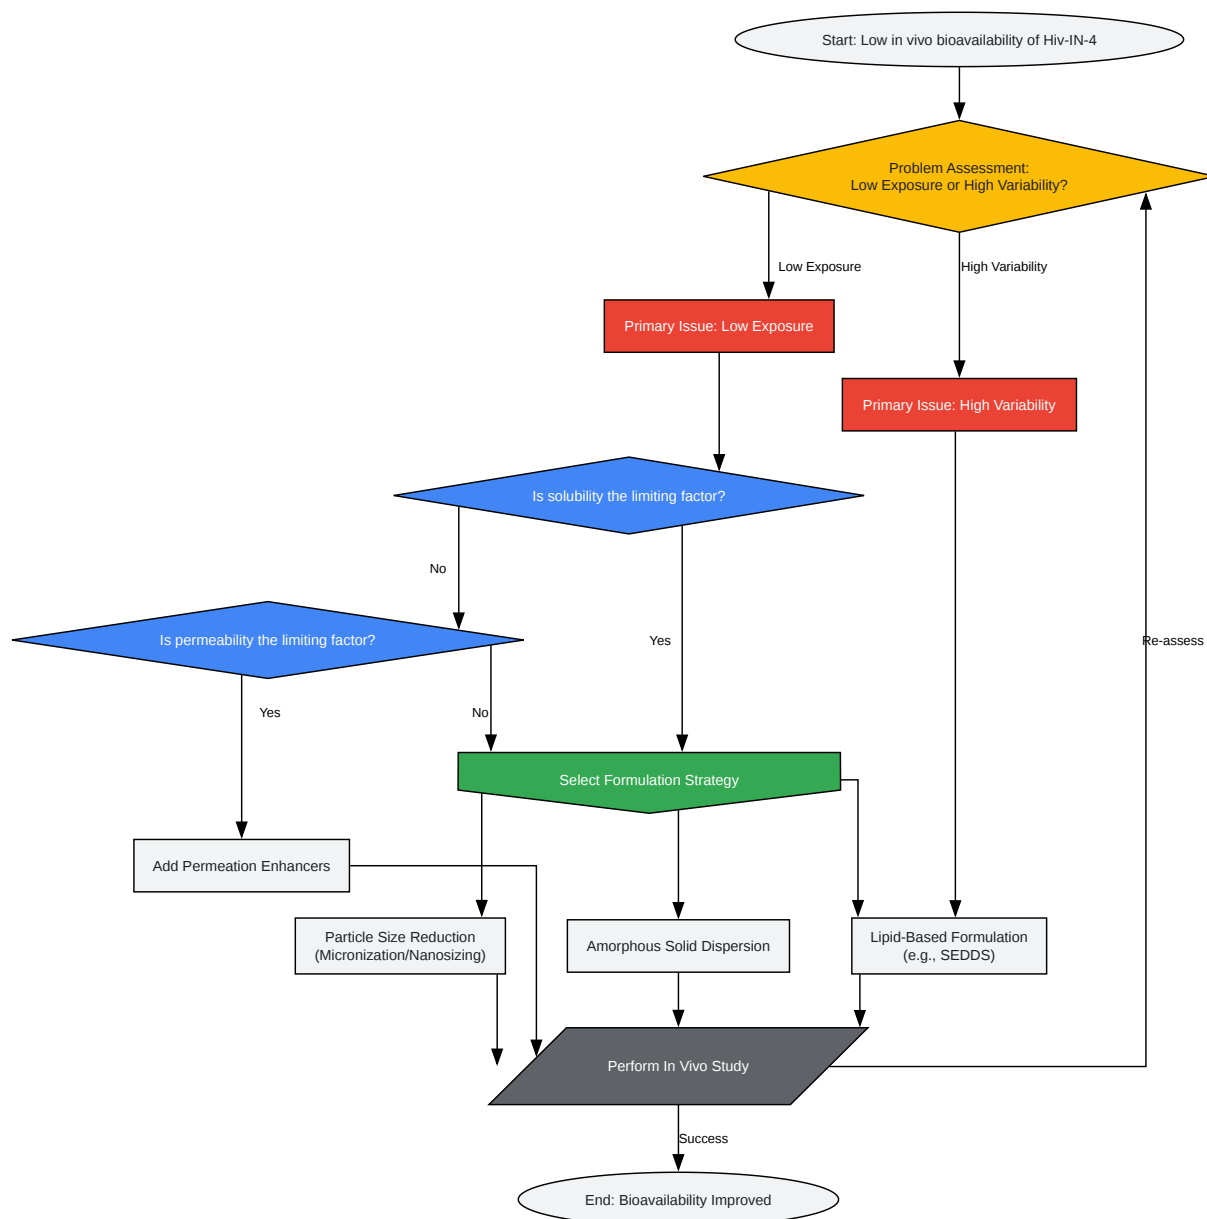 Start: Low in vivo bioavailability of Hiv-IN-4
Problem Assessment:
Low Exposure or High Variability?
Low Exposure
High Variability
Primary Issue: Low Exposure
Primary Issue: High Variability
Is solubility the limiting factor?
No
Is permeability the limiting factor?
Yes
Re-assess
Yes
No
Select Formulation Strategy
Add Permeation Enhancers
Particle Size Reduction
(Micronization/Nanosizing)
Amorphous Solid Dispersion
Lipid-Based Formulation
(e.g., SEDDS)
Perform In Vivo Study
Success
End: Bioavailability Improved